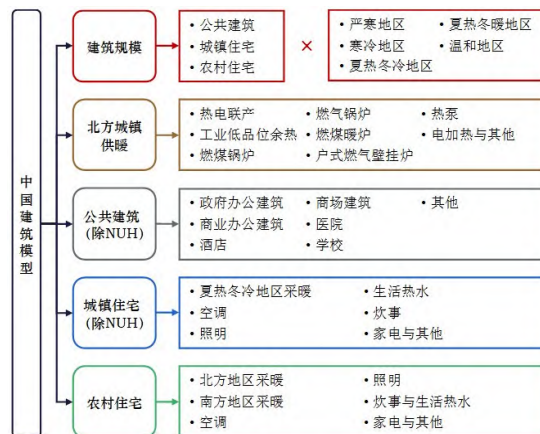 中国建筑模型
建筑规模
• 公共建筑
• 城镇住宅
• 农村住宅
×
• 严寒地区 • 夏热冬暖地区
• 寒冷地区 • 温和地区
• 夏热冬冷地区
北方城镇
供暖
• 热电联产 • 燃气锅炉 • 热泵
• 工业低品位余热 • 燃煤暖炉 • 电加热与其他
• 燃煤锅炉 • 户式燃气壁挂炉
公共建筑
(除NUH)
• 政府办公建筑 • 商场建筑 • 其他
• 商业办公建筑 • 医院
• 酒店 • 学校
城镇住宅
(除NUH)
• 夏热冬冷地区采暖 • 生活热水
• 空调 • 炊事
• 照明 • 家电与其他
农村住宅
• 北方地区采暖 • 照明
• 南方地区采暖 • 炊事与生活热水
• 空调 • 家电与其他